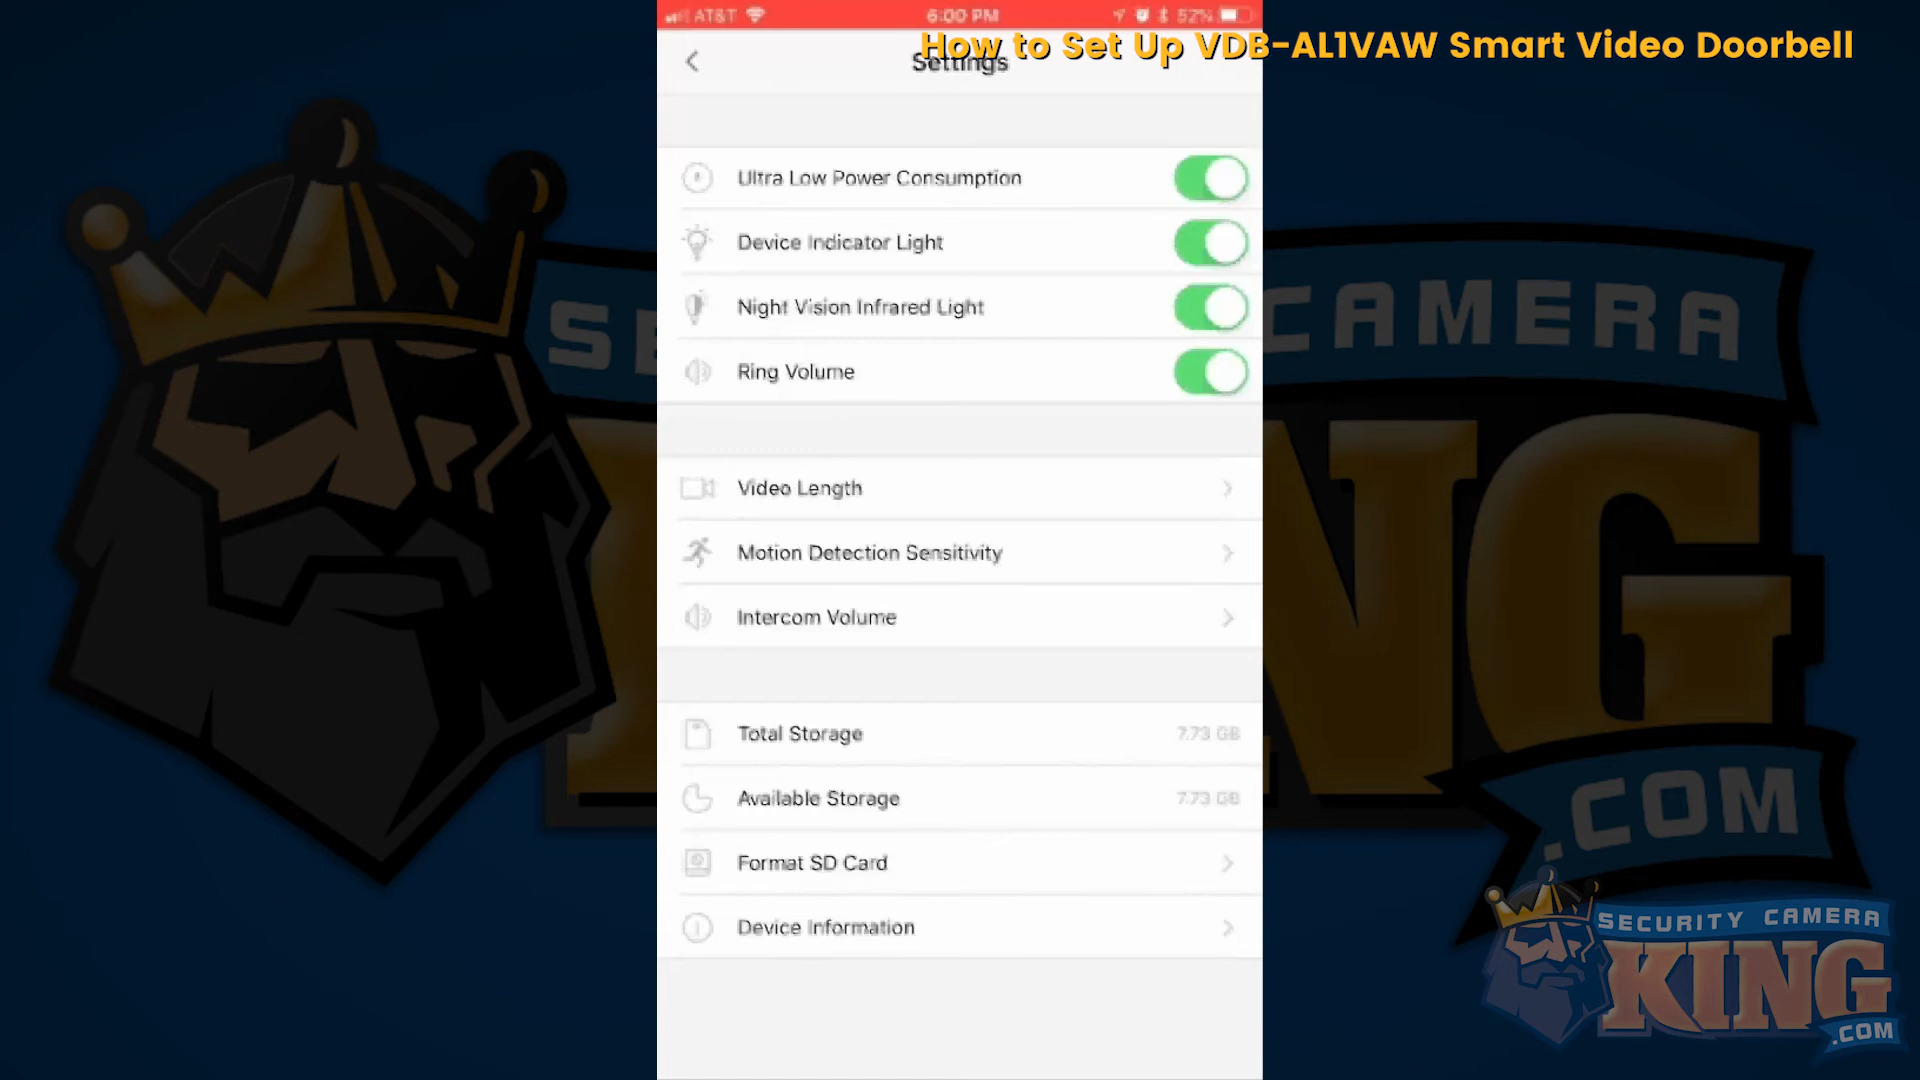 AT&T 6:00 PM 52%
How to Set Up VDB-AL1VAW Smart Video Doorbell
Settings
Ultra Low Power Consumption
Device Indicator Light
Night Vision Infrared Light
Ring Volume
Video Length
Motion Detection Sensitivity
Intercom Volume
Total Storage 7.73 GB
Available Storage 7.73 GB
Format SD Card
Device Information
CAMERA
.COM
SECURITY CAMERA
KING
.COM